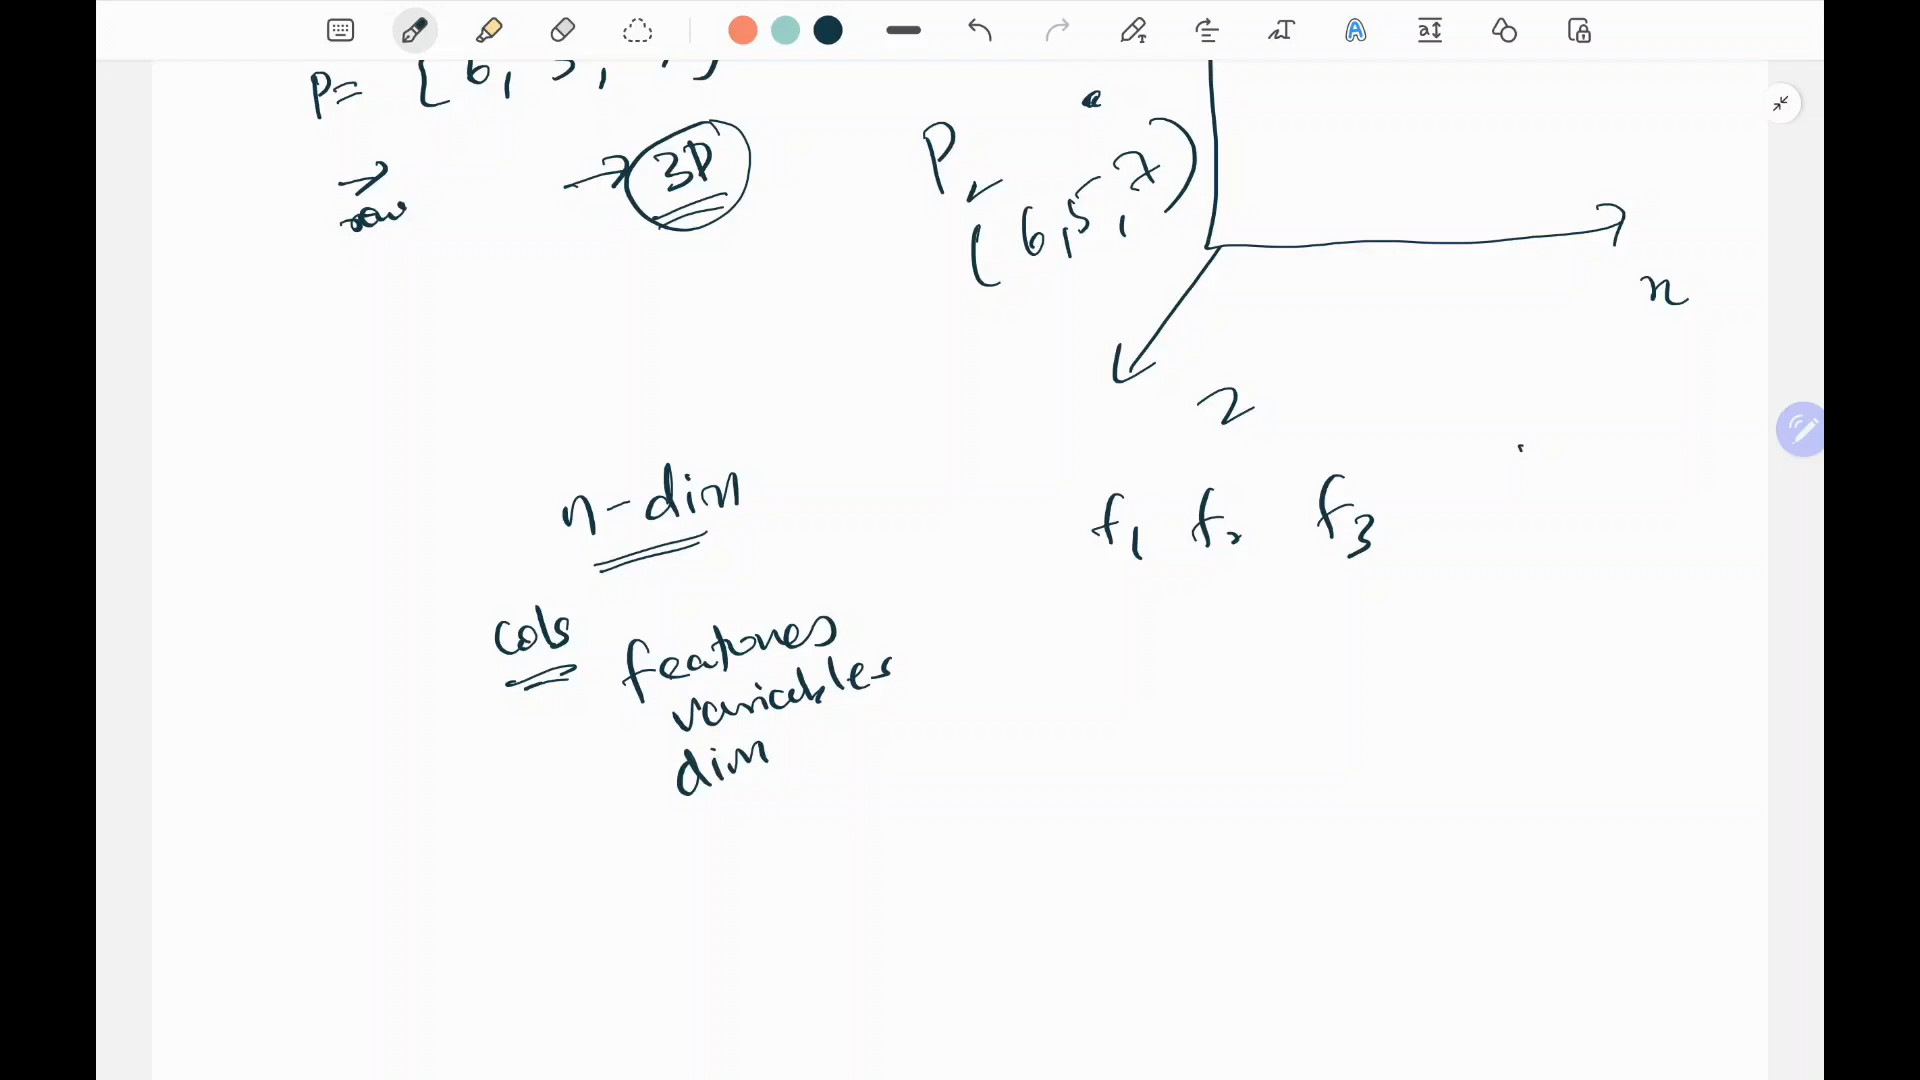 P = [6, 5, 7]
row
3D
P
(6, 5, 7)
x
z
n-dim
f1 f2 f3
cols features
variables
dim